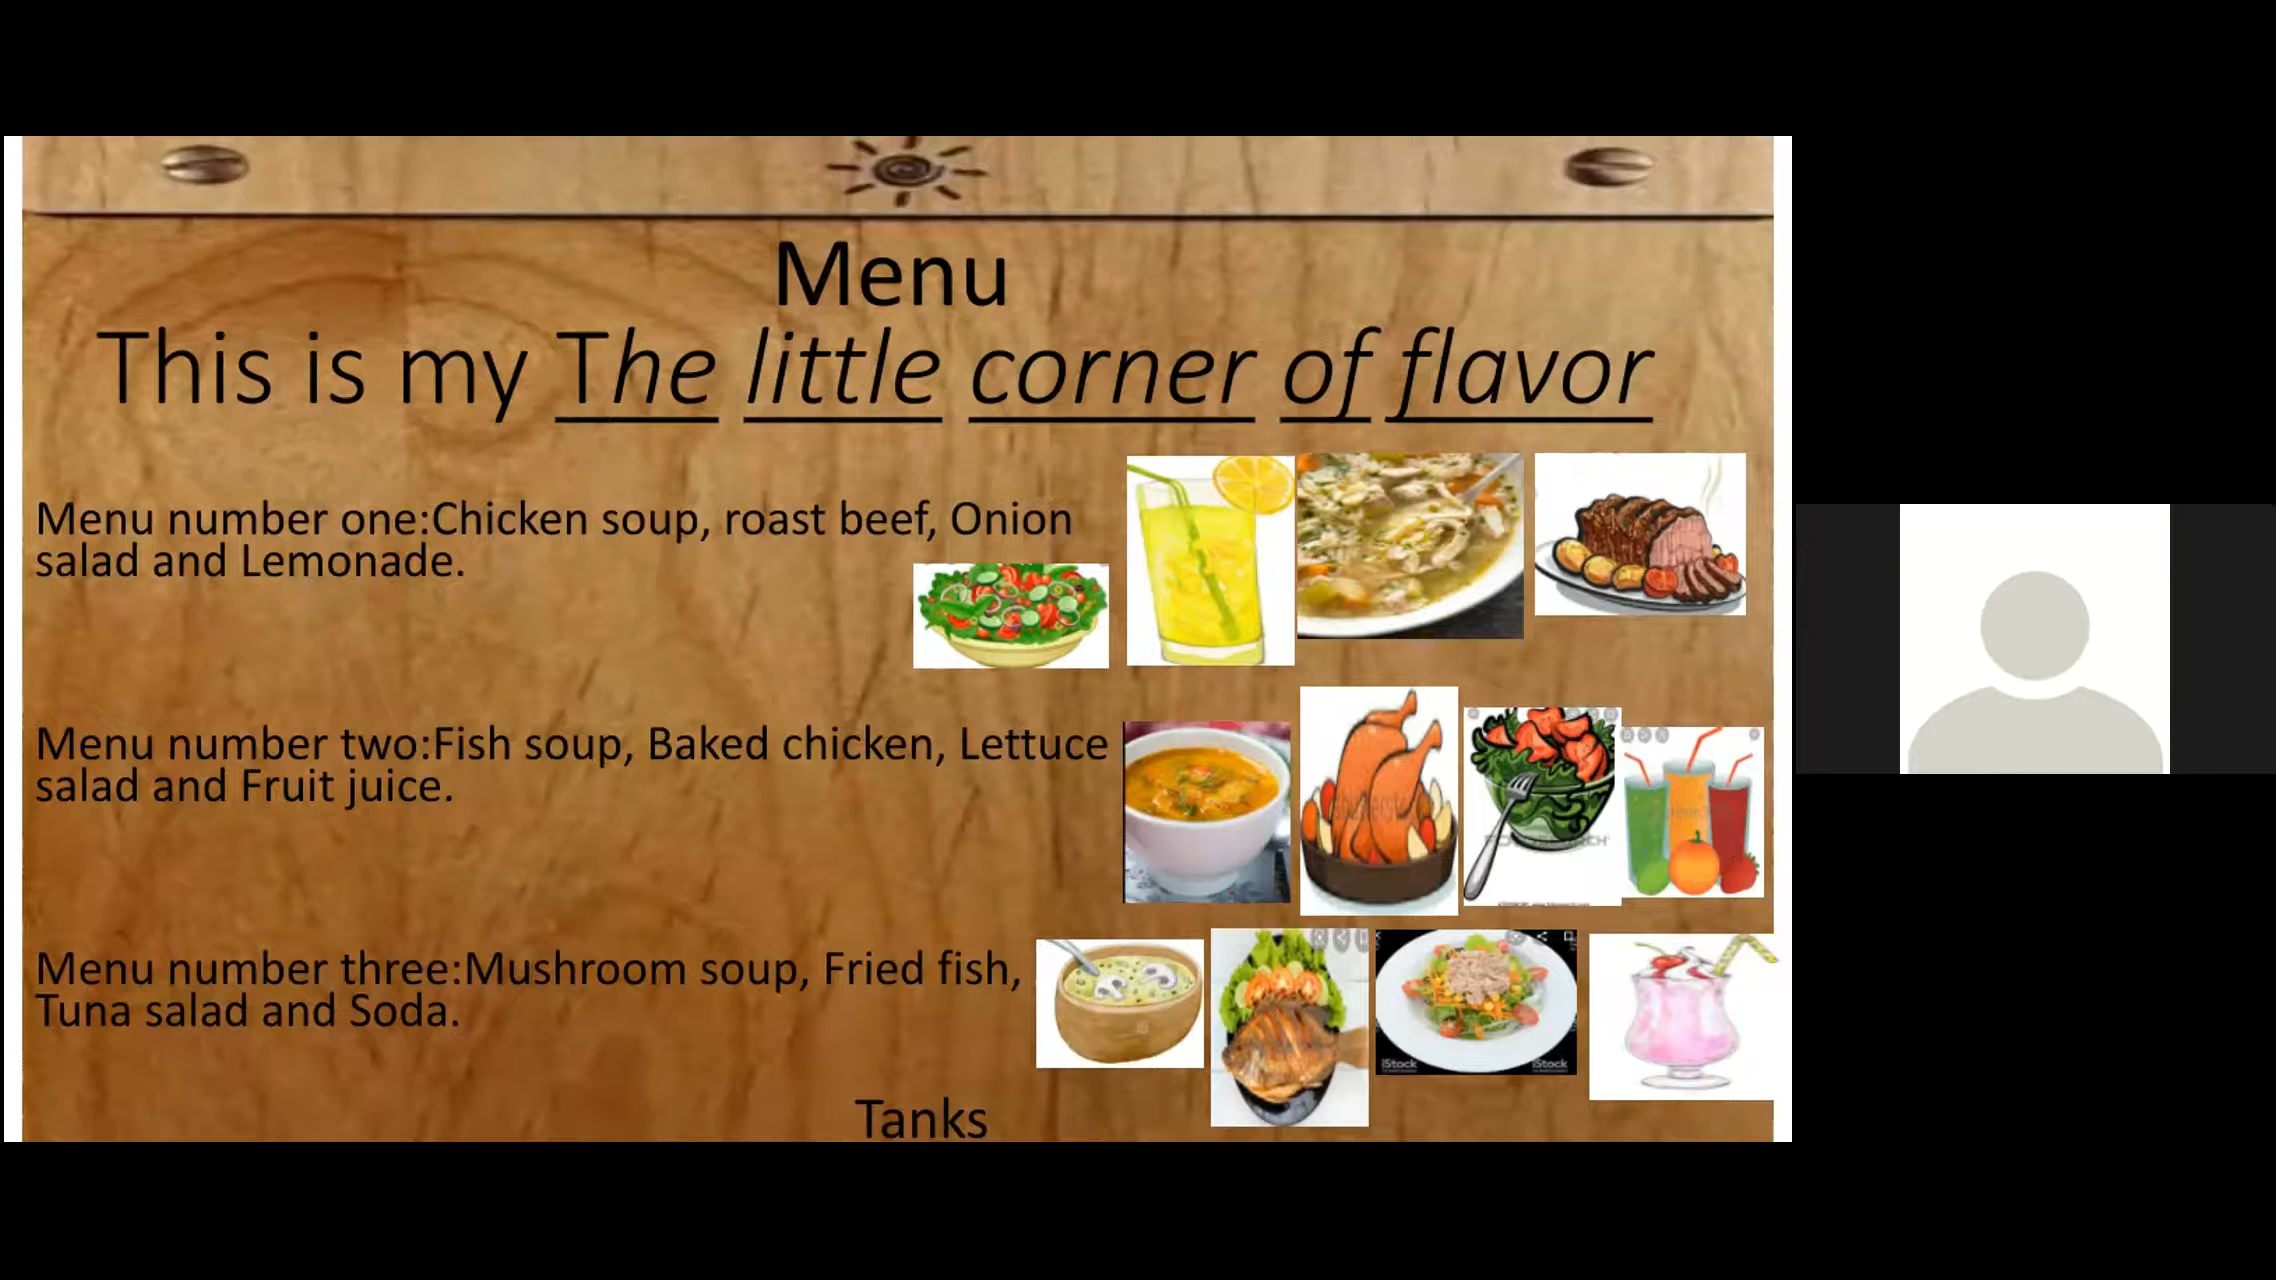 Menu
This is my The little corner of flavor
Menu number one:Chicken soup, roast beef, Onion
salad and Lemonade.
Menu number two:Fish soup, Baked chicken, Lettuce
salad and Fruit juice.
Menu number three:Mushroom soup, Fried fish,
Tuna salad and Soda.
iStock
iStock
Tanks